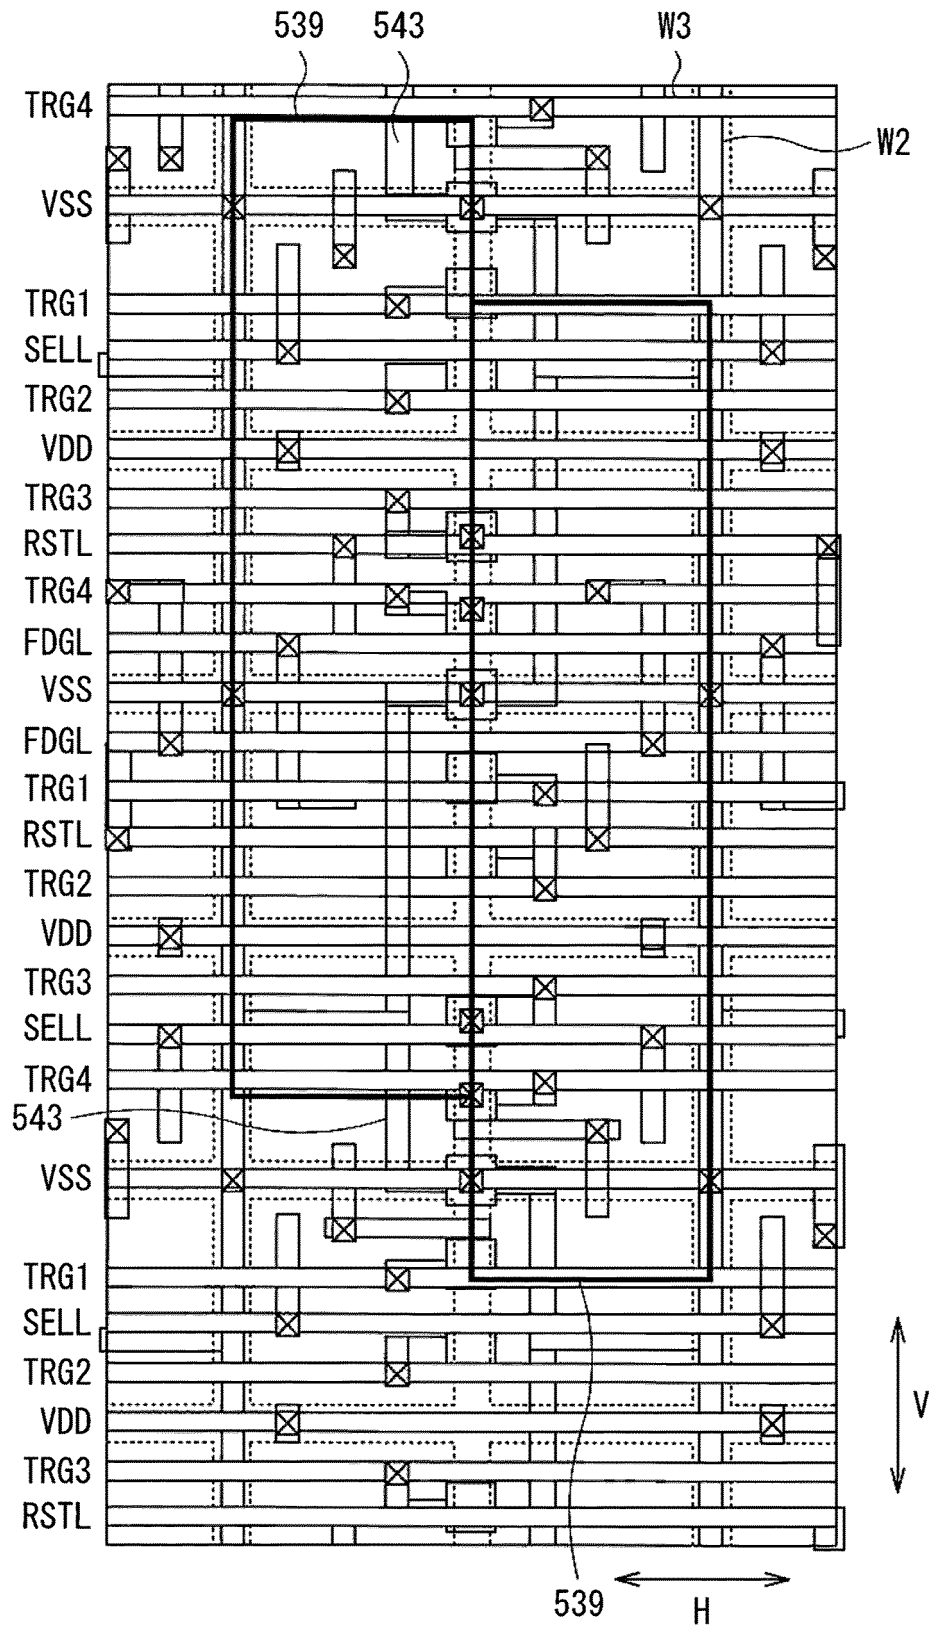 539 543 W3
TRG4
W2
VSS
TRG1
SELL
TRG2
VDD
TRG3
RSTL
TRG4
FDGL
VSS
FDGL
TRG1
RSTL
TRG2
VDD
TRG3
SELL
TRG4
543
VSS
TRG1
SELL
TRG2
V
VDD
TRG3
RSTL
539
H